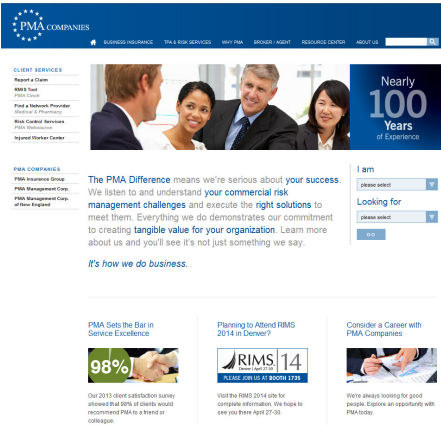 PMA COMPANIES
BUSINESS INSURANCE TPA & RISK SERVICES WHY PMA BROKER / AGENT RESOURCE CENTER ABOUT US
CLIENT SERVICES
Report a Claim
RMIS Tool
PMA Cinch
Find a Network Provider
Medical & Pharmacy
Risk Control Services
PMA Websource
Injured Worker Center
Nearly
100
Years
of Experience
PMA COMPANIES
PMA Insurance Group
PMA Management Corp.
PMA Management Corp.
of New England
The PMA Difference means we're serious about your success.
We listen to and understand your commercial risk
management challenges and execute the right solutions to
meet them. Everything we do demonstrates our commitment
to creating tangible value for your organization. Learn more
about us and you'll see it's not just something we say.
It's how we do business.
I am
please select
Looking for
please select
GO
PMA Sets the Bar in
Service Excellence
98%
Our 2013 client satisfaction survey
showed that 98% of clients would
recommend PMA to a friend or
colleague.
Planning to Attend RIMS
2014 in Denver?
RIMS 14
Denver | April 27-30
PLEASE JOIN US AT BOOTH 1735
Visit the RIMS 2014 site for
complete information. We hope to
see you there April 27-30.
Consider a Career with
PMA Companies
We're always looking for good
people. Explore an opportunity with
PMA today.